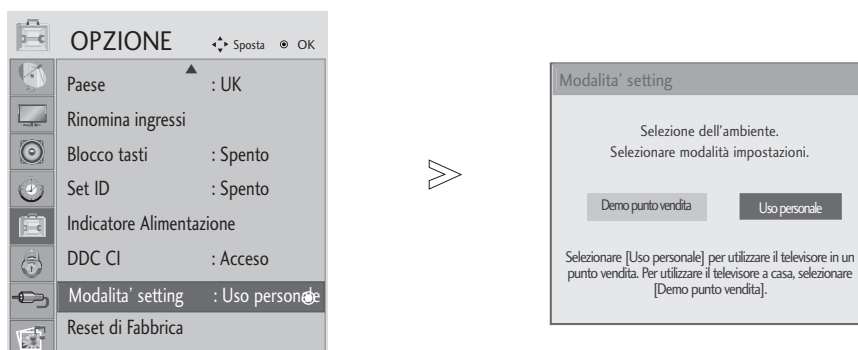 OPZIONE Sposta OK
Paese : UK
Rinomina ingressi
Blocco tasti : Spento
Set ID : Spento
Indicatore Alimentazione
DDC CI : Acceso
Modalita' setting : Uso personale
Reset di Fabbrica
Modalita' setting
Selezione dell'ambiente.
Selezionare modalità impostazioni.
Demo punto vendita Uso personale
Selezionare [Uso personale] per utilizzare il televisore in un
punto vendita. Per utilizzare il televisore a casa, selezionare
[Demo punto vendita].